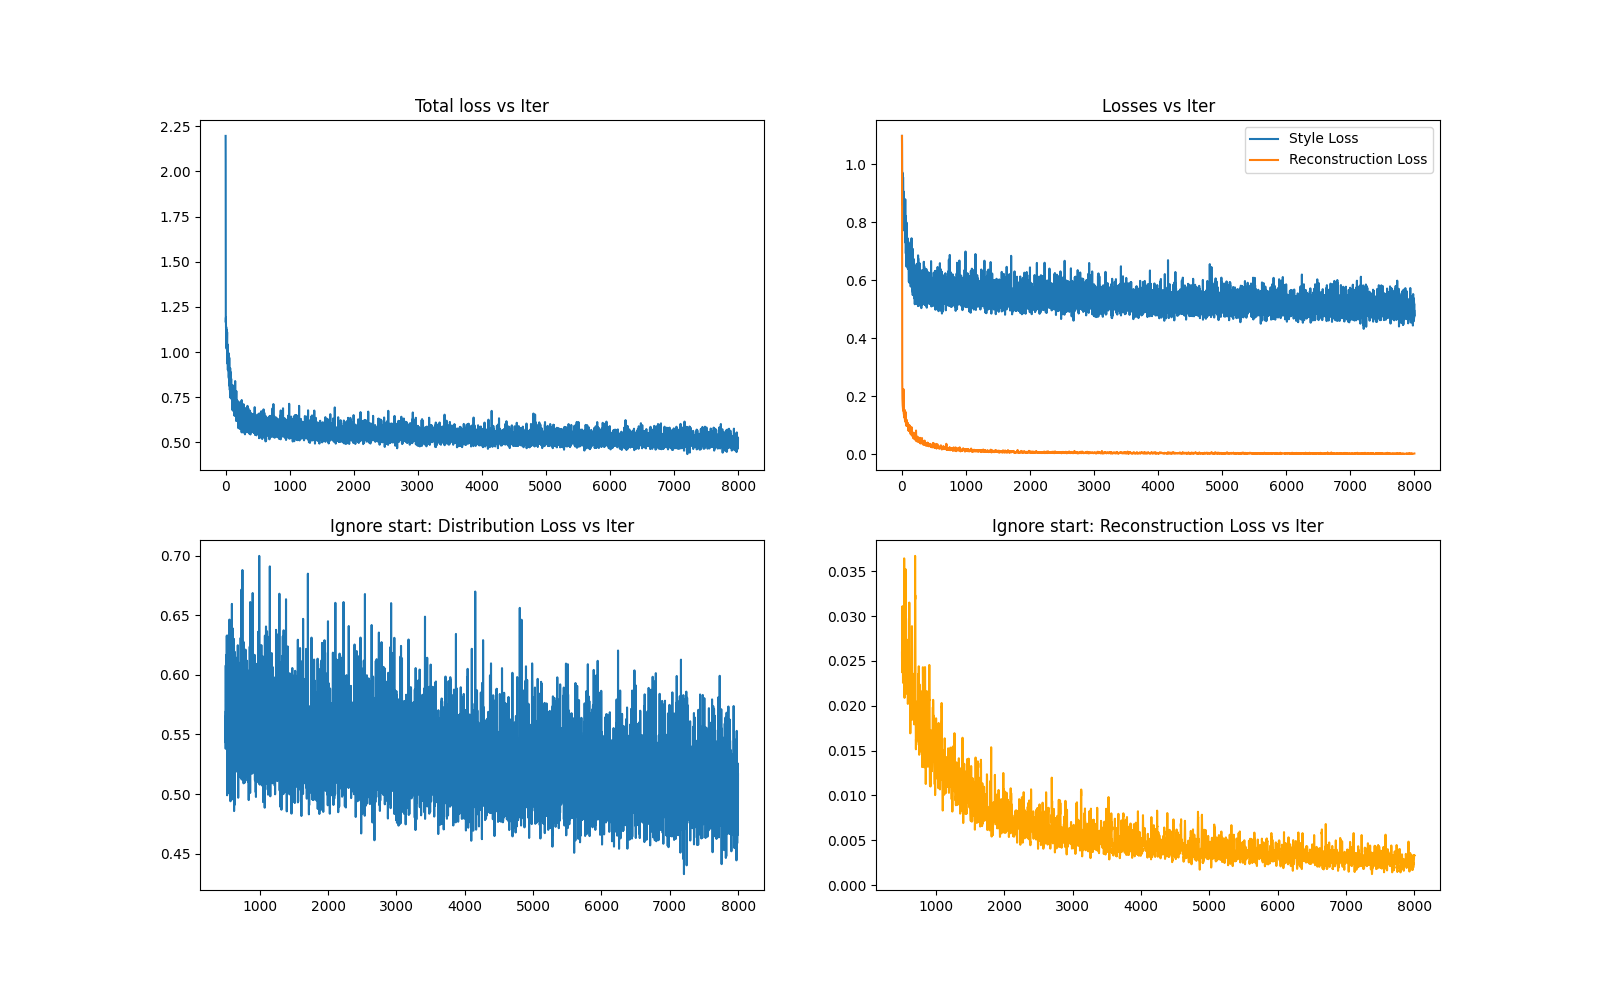 Total loss vs Iter
2.25
2.00
1.75
1.50
1.25
1.00
0.75
0.50
0 1000 2000 3000 4000 5000 6000 7000 8000
Losses vs Iter
Style Loss
Reconstruction Loss
1.0
0.8
0.6
0.4
0.2
0.0
0 1000 2000 3000 4000 5000 6000 7000 8000
Ignore start: Distribution Loss vs Iter
0.70
0.65
0.60
0.55
0.50
0.45
1000 2000 3000 4000 5000 6000 7000 8000
Ignore start: Reconstruction Loss vs Iter
0.035
0.030
0.025
0.020
0.015
0.010
0.005
0.000
1000 2000 3000 4000 5000 6000 7000 8000